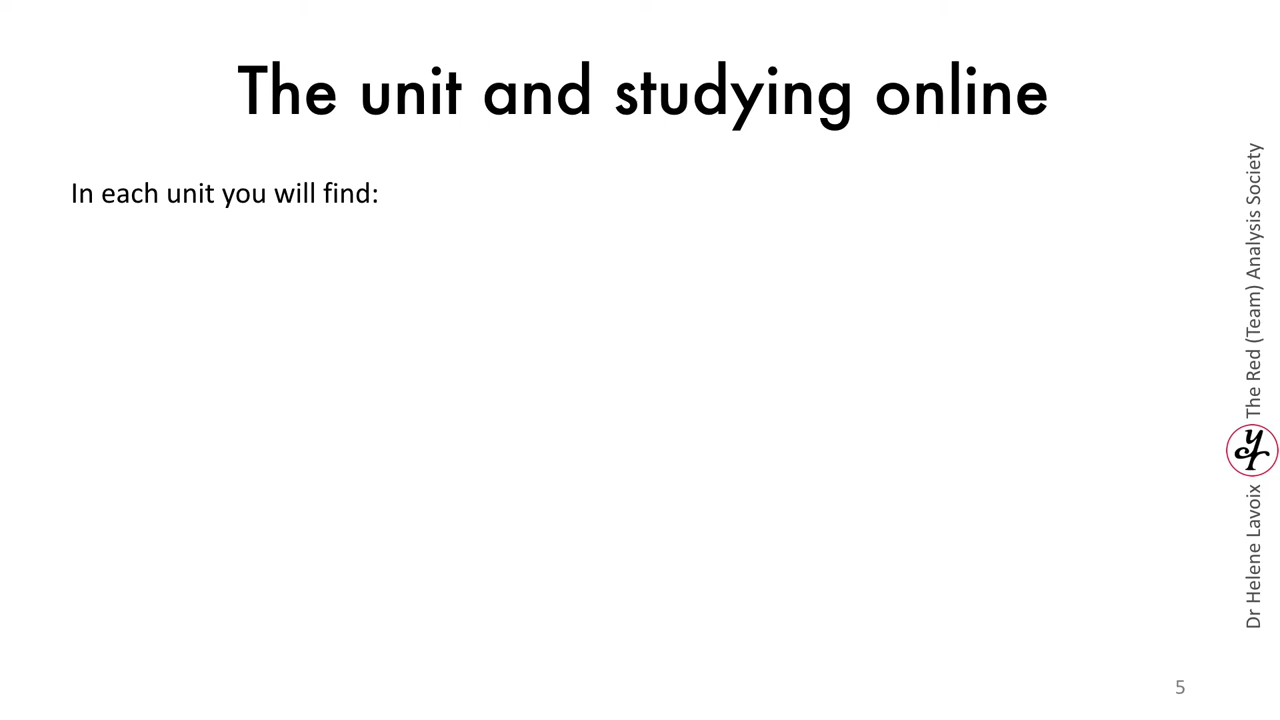 The unit and studying online
In each unit you will find:
Dr Helene Lavoix
The Red (Team) Analysis Society
5